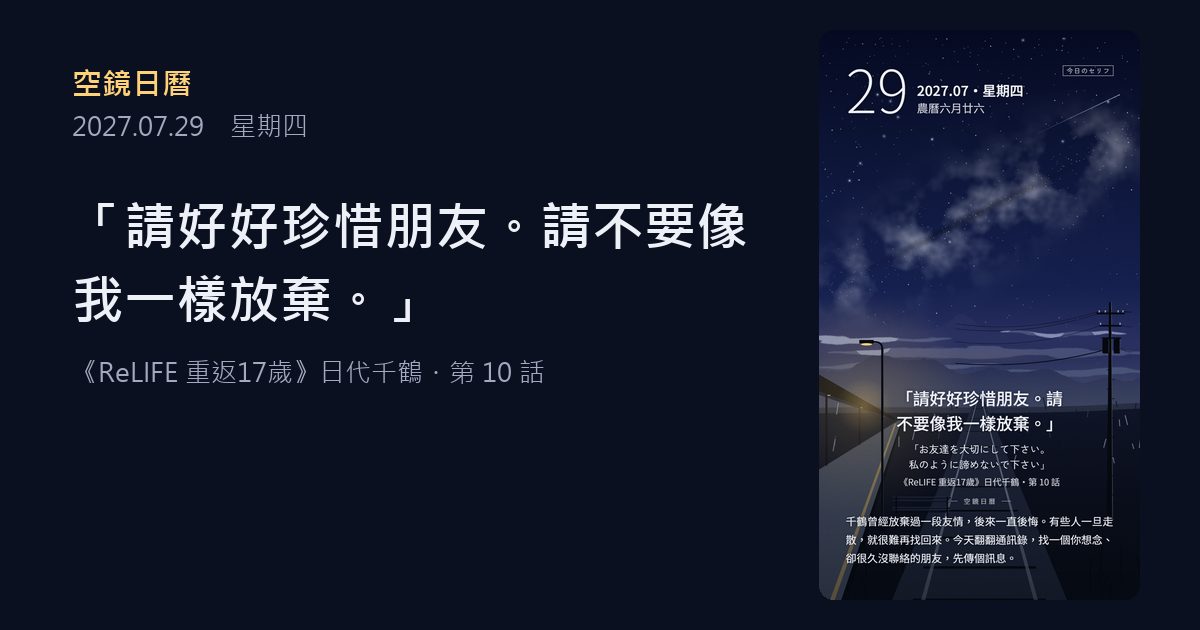 空鏡日曆
2027.07.29 星期四
「請好好珍惜朋友。請不要像
我一樣放棄。」
《ReLIFE 重返17歲》日代千鶴・第 10 話
今日のセリフ
29
2027.07・星期四
農曆六月廿六
「請好好珍惜朋友。請
不要像我一樣放棄。」
「お友達を大切にして下さい。
私のように諦めないで下さい」
《ReLIFE 重返17歲》日代千鶴・第 10 話
空鏡日曆
千鶴曾經放棄過一段友情，後來一直後悔。有些人一旦走
散，就很難再找回來。今天翻翻通訊錄，找一個你想念、
卻很久沒聯絡的朋友，先傳個訊息。